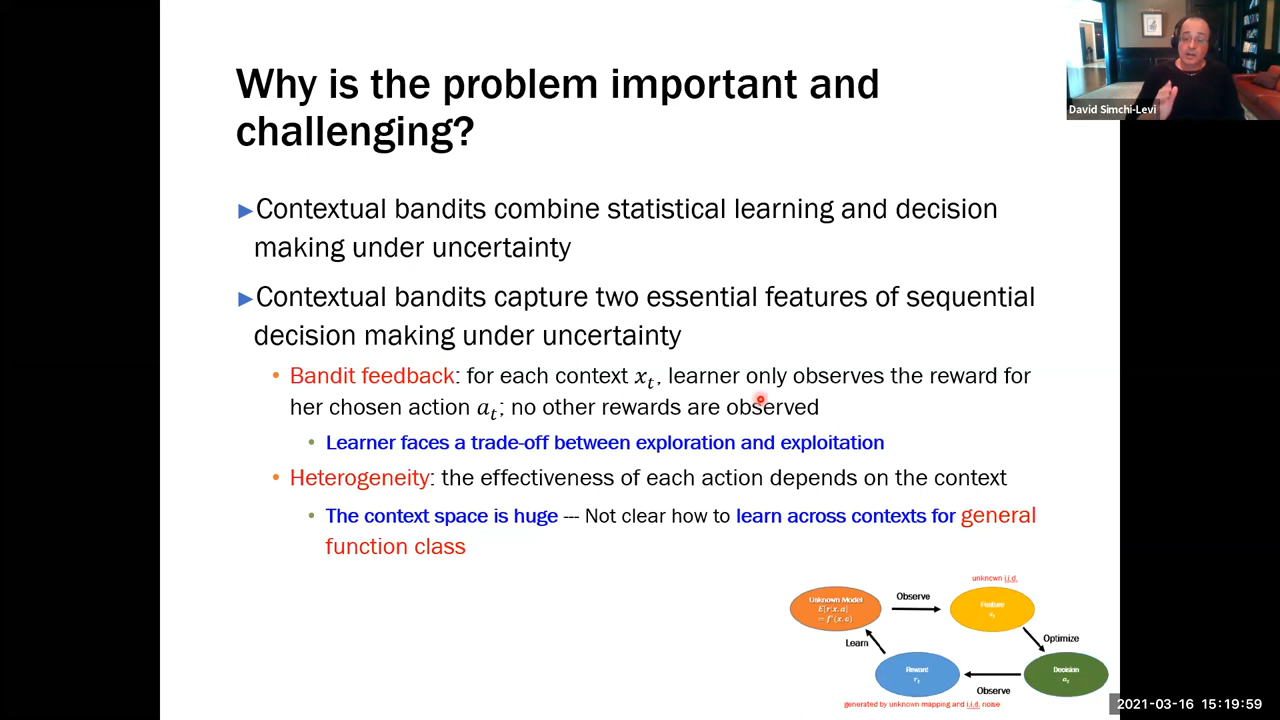 Why is the problem important and
challenging?
David Simchi-Levi
►Contextual bandits combine statistical learning and decision
making under uncertainty
►Contextual bandits capture two essential features of sequential
decision making under uncertainty
• Bandit feedback: for each context xₜ, learner only observes the reward for
her chosen action aₜ; no other rewards are observed
• Learner faces a trade-off between exploration and exploitation
• Heterogeneity: the effectiveness of each action depends on the context
• The context space is huge --- Not clear how to learn across contexts for general
function class
unknown i.i.d.
Unknown Model
E[r|x,a]
= f*(x,a)
Observe
Feature
xₜ
Learn
Optimize
Reward
rₜ
Observe
Decision
aₜ
generated by unknown mapping and i.i.d. noise
2021-03-16 15:19:59